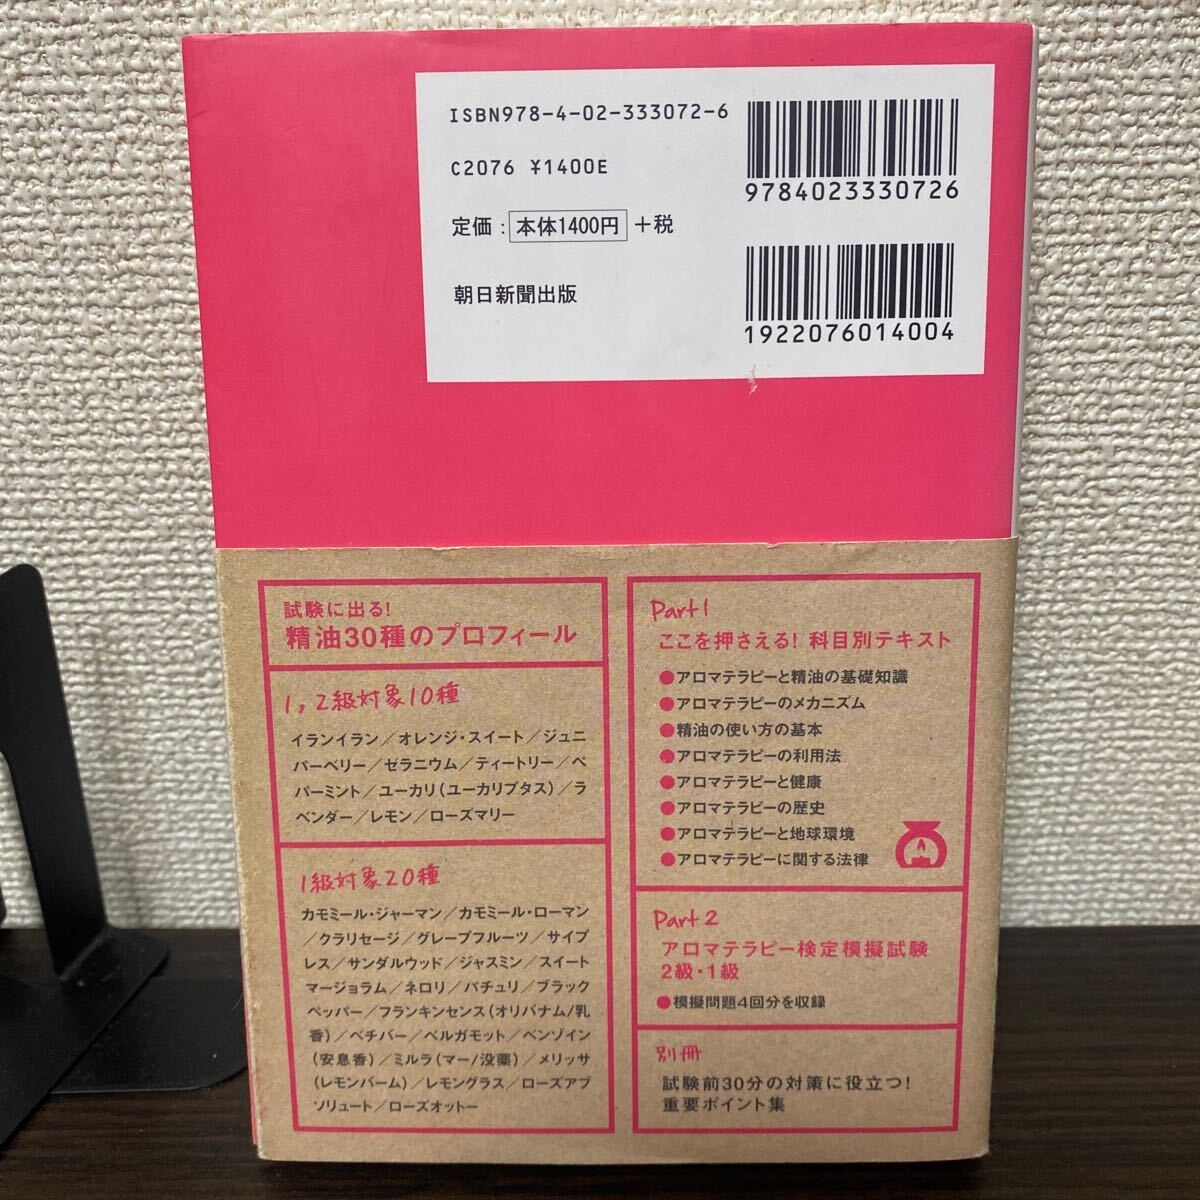 ISBN978-4-02-333072-6
C2076 ¥1400E
定価：本体1400円＋税
朝日新聞出版
9784023330726
1922076014004
試験に出る!
精油30種のプロフィール
1，2級対象10種
イランイラン／オレンジ・スイート／ジュニ
パーベリー／ゼラニウム／ティートリー／ペ
パーミント／ユーカリ（ユーカリプタス）／ラ
ベンダー／レモン／ローズマリー
1級対象20種
カモミール・ジャーマン／カモミール・ローマン
／クラリセージ／グレープフルーツ／サイプ
レス／サンダルウッド／ジャスミン／スイート
マージョラム／ネロリ／パチュリ／ブラック
ペッパー／フランキンセンス（オリバナム/乳
香）／ベチバー／ベルガモット／ベンゾイン
（安息香）／ミルラ（マー/没薬）／メリッサ
（レモンバーム）／レモングラス／ローズアブ
ソリュート／ローズオットー
Part1
ここを押さえる! 科目別テキスト
●アロマテラピーと精油の基礎知識
●アロマテラピーのメカニズム
●精油の使い方の基本
●アロマテラピーの利用法
●アロマテラピーと健康
●アロマテラピーの歴史
●アロマテラピーと地球環境
●アロマテラピーに関する法律
A
Part2
アロマテラピー検定模擬試験
2級・1級
●模擬問題4回分を収録
別冊
試験前30分の対策に役立つ!
重要ポイント集